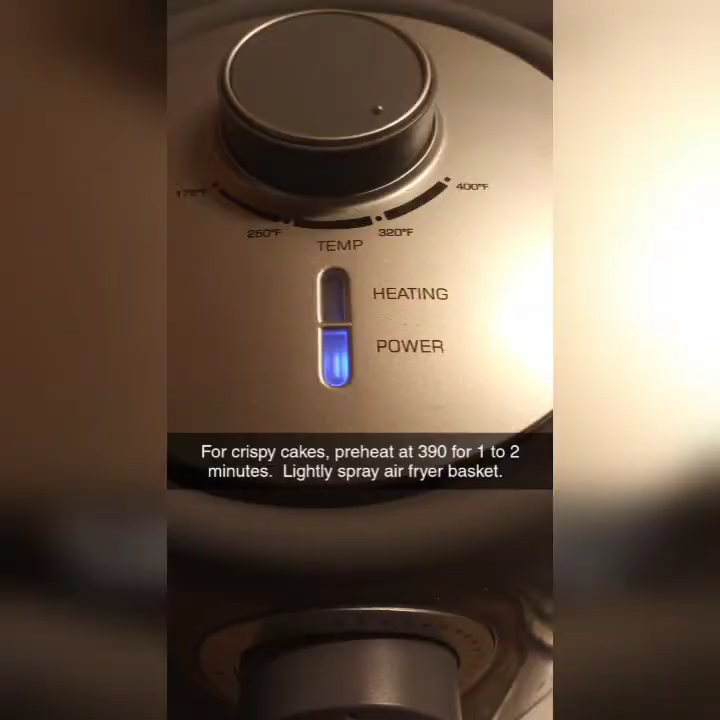 175°F
400°F
250°F
320°F
TEMP
HEATING
POWER
For crispy cakes, preheat at 390 for 1 to 2
minutes.  Lightly spray air fryer basket.